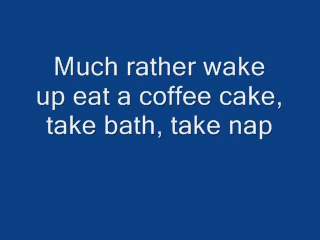 Much rather wake
up eat a coffee cake,
take bath, take nap